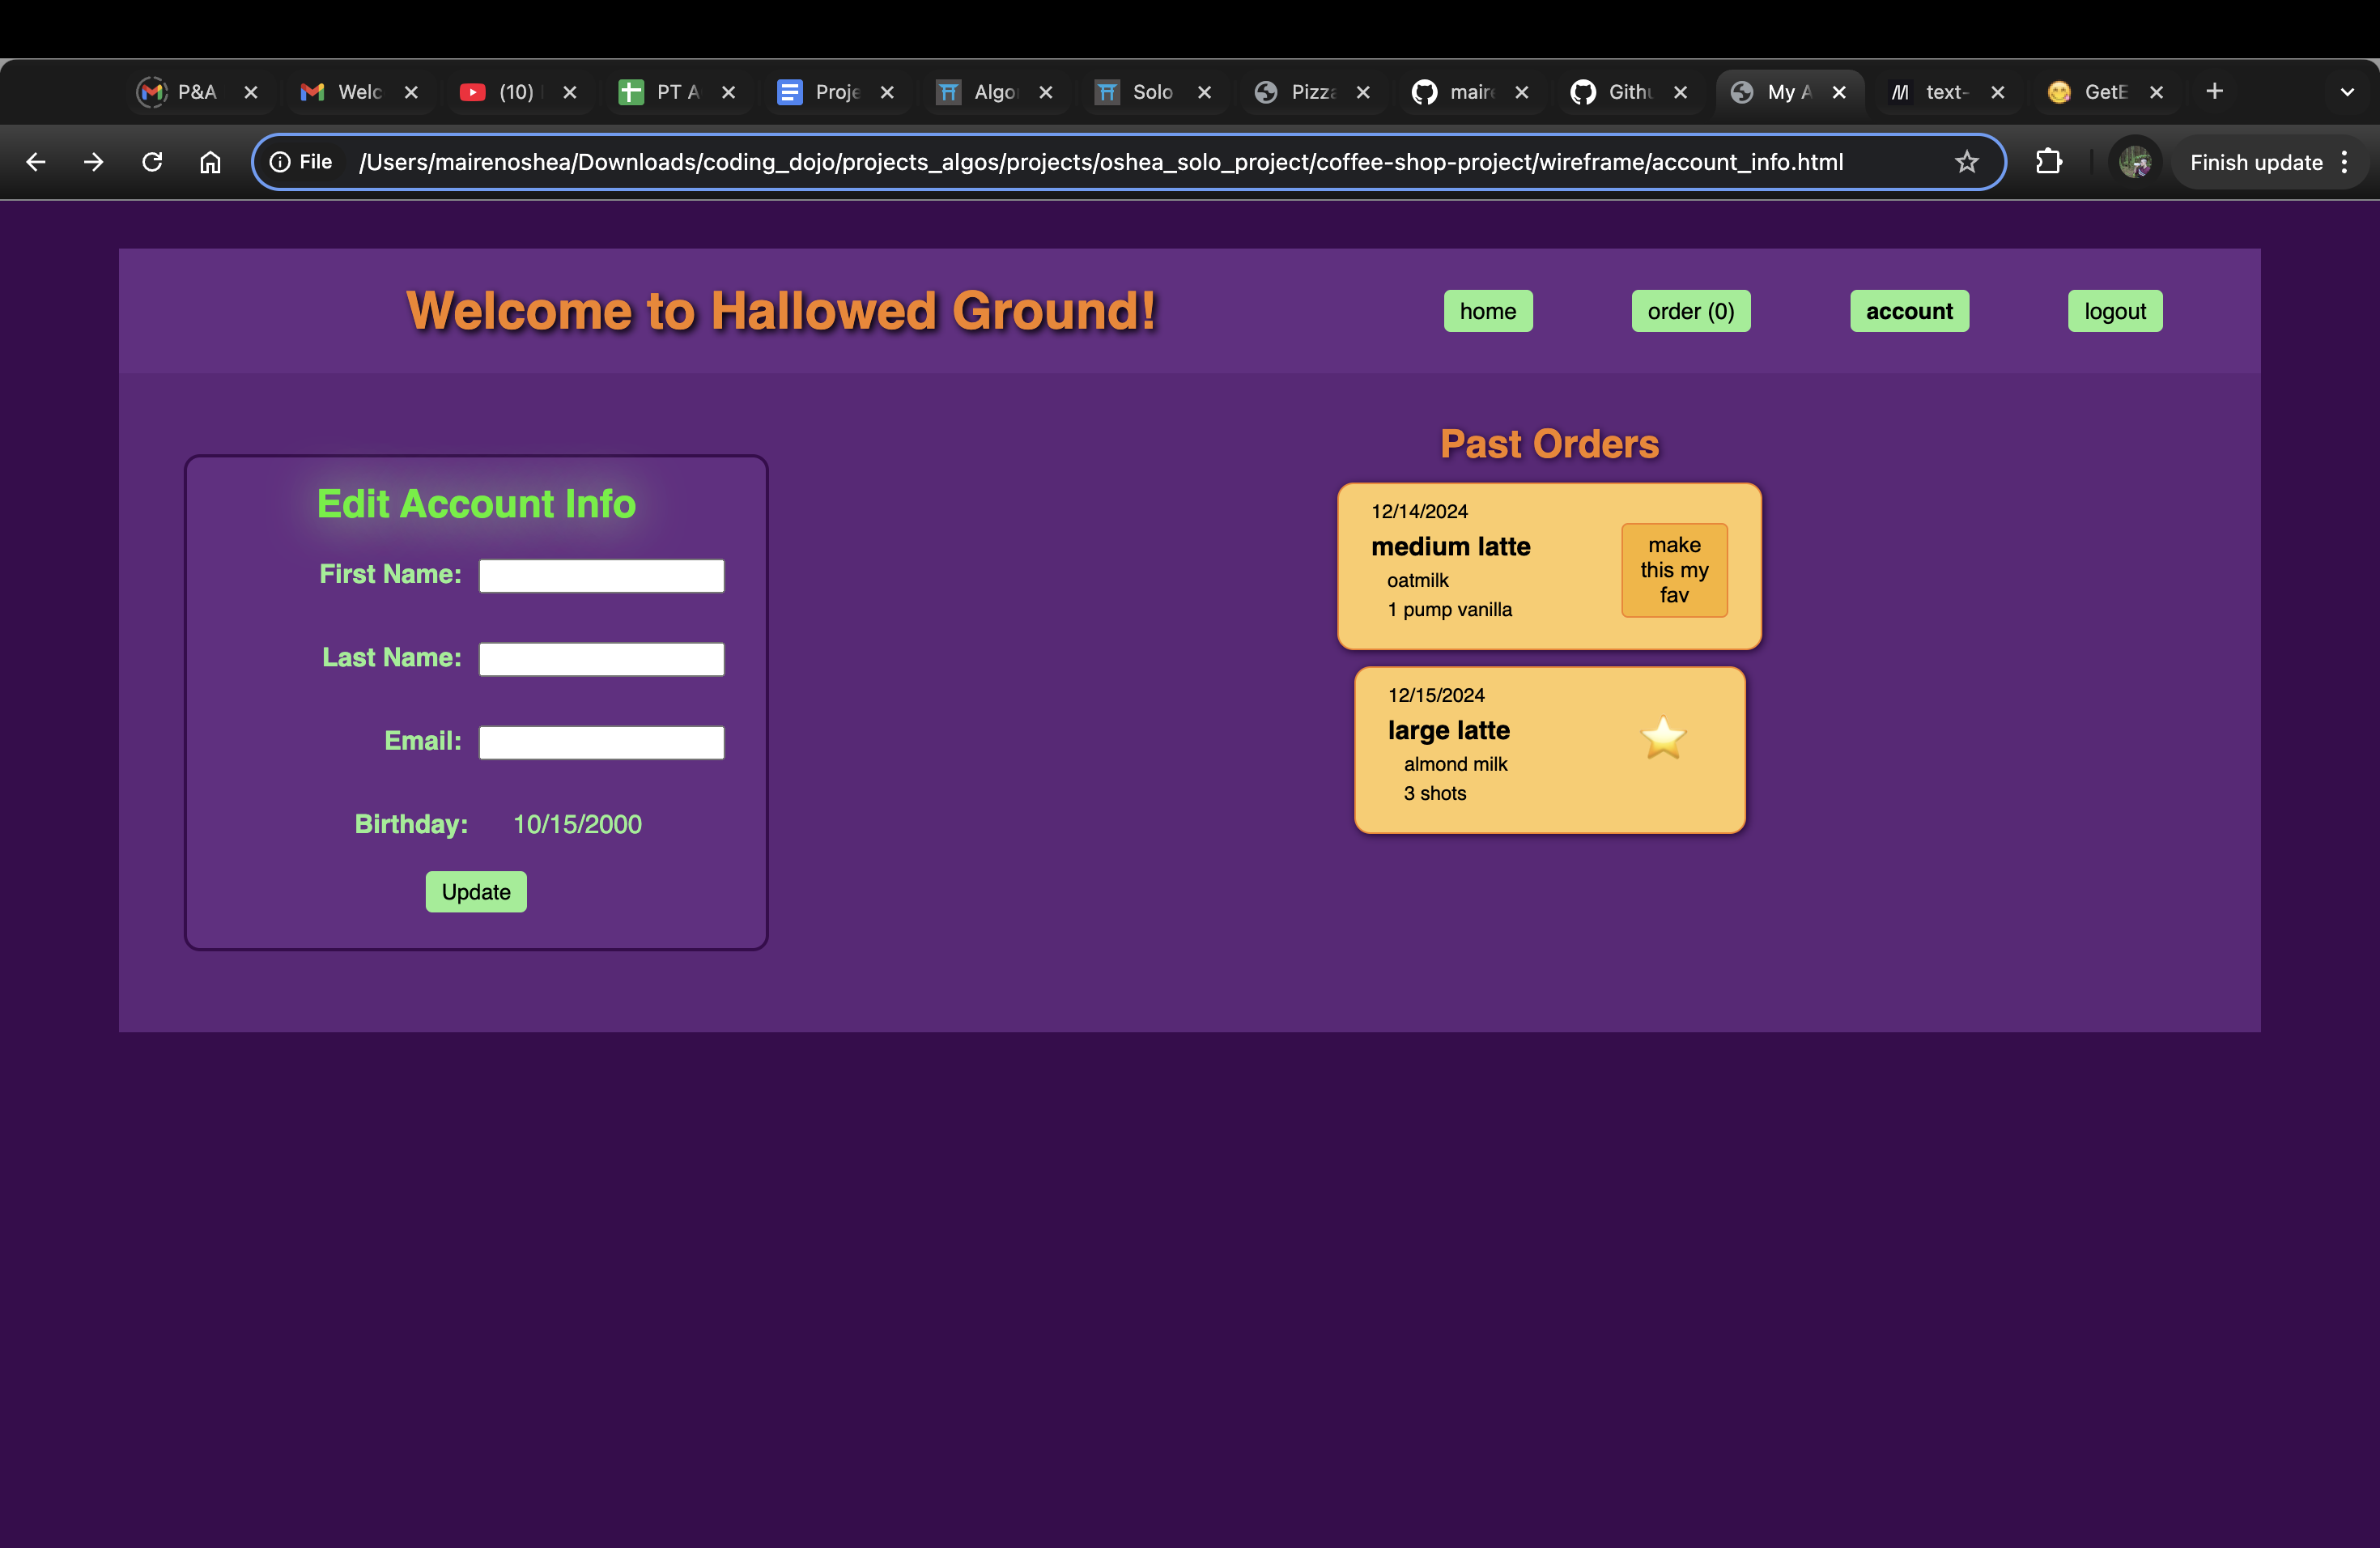 P&A
Welc
(10)
PT A
Proje
Algo
Solo
Pizza
maire
Githu
My A
text-
GetE
File
/Users/mairenoshea/Downloads/coding_dojo/projects_algos/projects/oshea_solo_project/coffee-shop-project/wireframe/account_info.html
Finish update
Welcome to Hallowed Ground!
home
order (0)
account
logout
Edit Account Info
First Name:
Last Name:
Email:
Birthday: 10/15/2000
Update
Past Orders
12/14/2024
medium latte
oatmilk
1 pump vanilla
make
this my
fav
12/15/2024
large latte
almond milk
3 shots